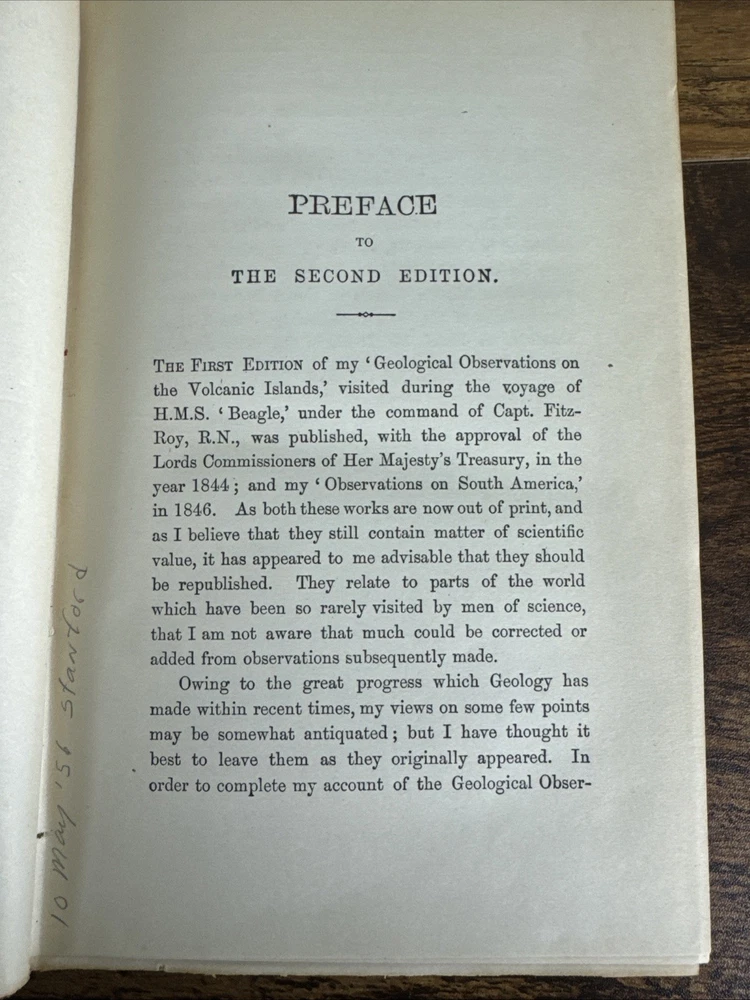 PREFACE
TO
THE SECOND EDITION.
THE FIRST EDITION of my ‘Geological Observations on
the Volcanic Islands,’ visited during the voyage of
H.M.S. ‘Beagle,’ under the command of Capt. Fitz-
Roy, R.N., was published, with the approval of the
Lords Commissioners of Her Majesty’s Treasury, in the
year 1844; and my ‘Observations on South America,’
in 1846. As both these works are now out of print, and
as I believe that they still contain matter of scientific
value, it has appeared to me advisable that they should
be republished. They relate to parts of the world
which have been so rarely visited by men of science,
that I am not aware that much could be corrected or
added from observations subsequently made.
Owing to the great progress which Geology has
made within recent times, my views on some few points
may be somewhat antiquated; but I have thought it
best to leave them as they originally appeared. In
order to complete my account of the Geological Obser-
10 May '56 Stanford